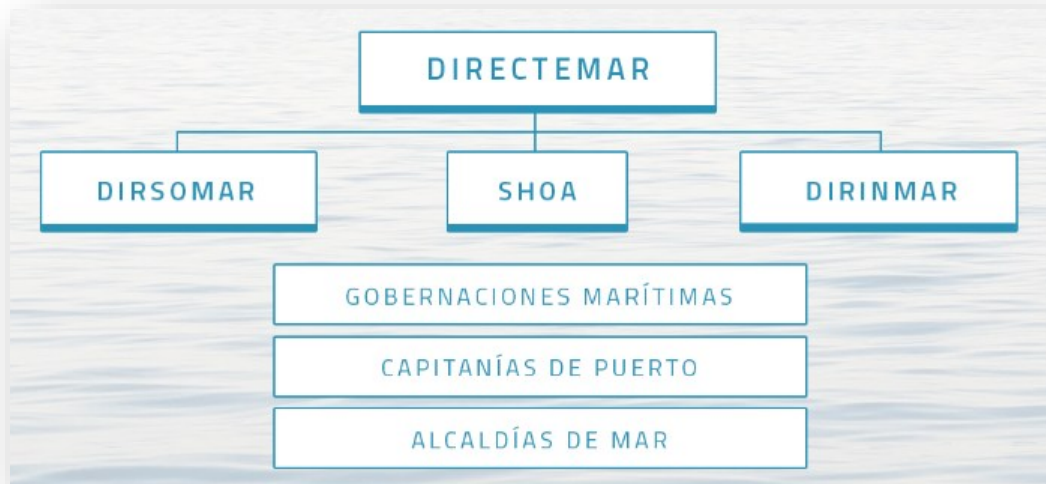 DIRECTEMAR
DIRSOMAR
SHOA
DIRINMAR
GOBERNACIONES MARÍTIMAS
CAPITANÍAS DE PUERTO
ALCALDÍAS DE MAR